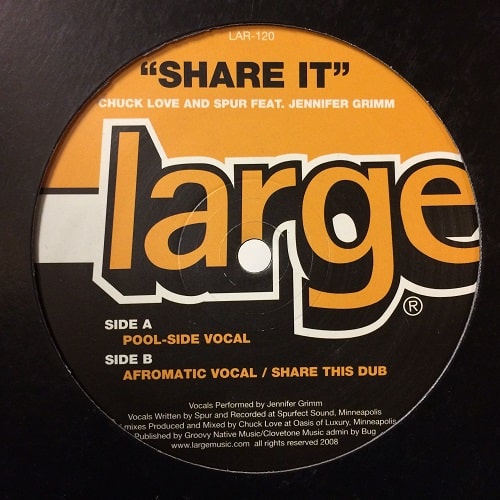 LAR-120
“SHARE IT”
CHUCK LOVE AND SPUR FEAT. JENNIFER GRIMM
large
®
SIDE A
POOL-SIDE VOCAL
SIDE B
AFROMATIC VOCAL / SHARE THIS DUB
Vocals Performed by Jennifer Grimm
Vocals Written by Spur and Recorded at Spurfect Sound, Minneapolis
mixes Produced and Mixed by Chuck Love at Oasis of Luxury, Minneapolis
Published by Groovy Native Music/Clovetone Music admin by Bug
www.largemusic.com all rights reserved 2008